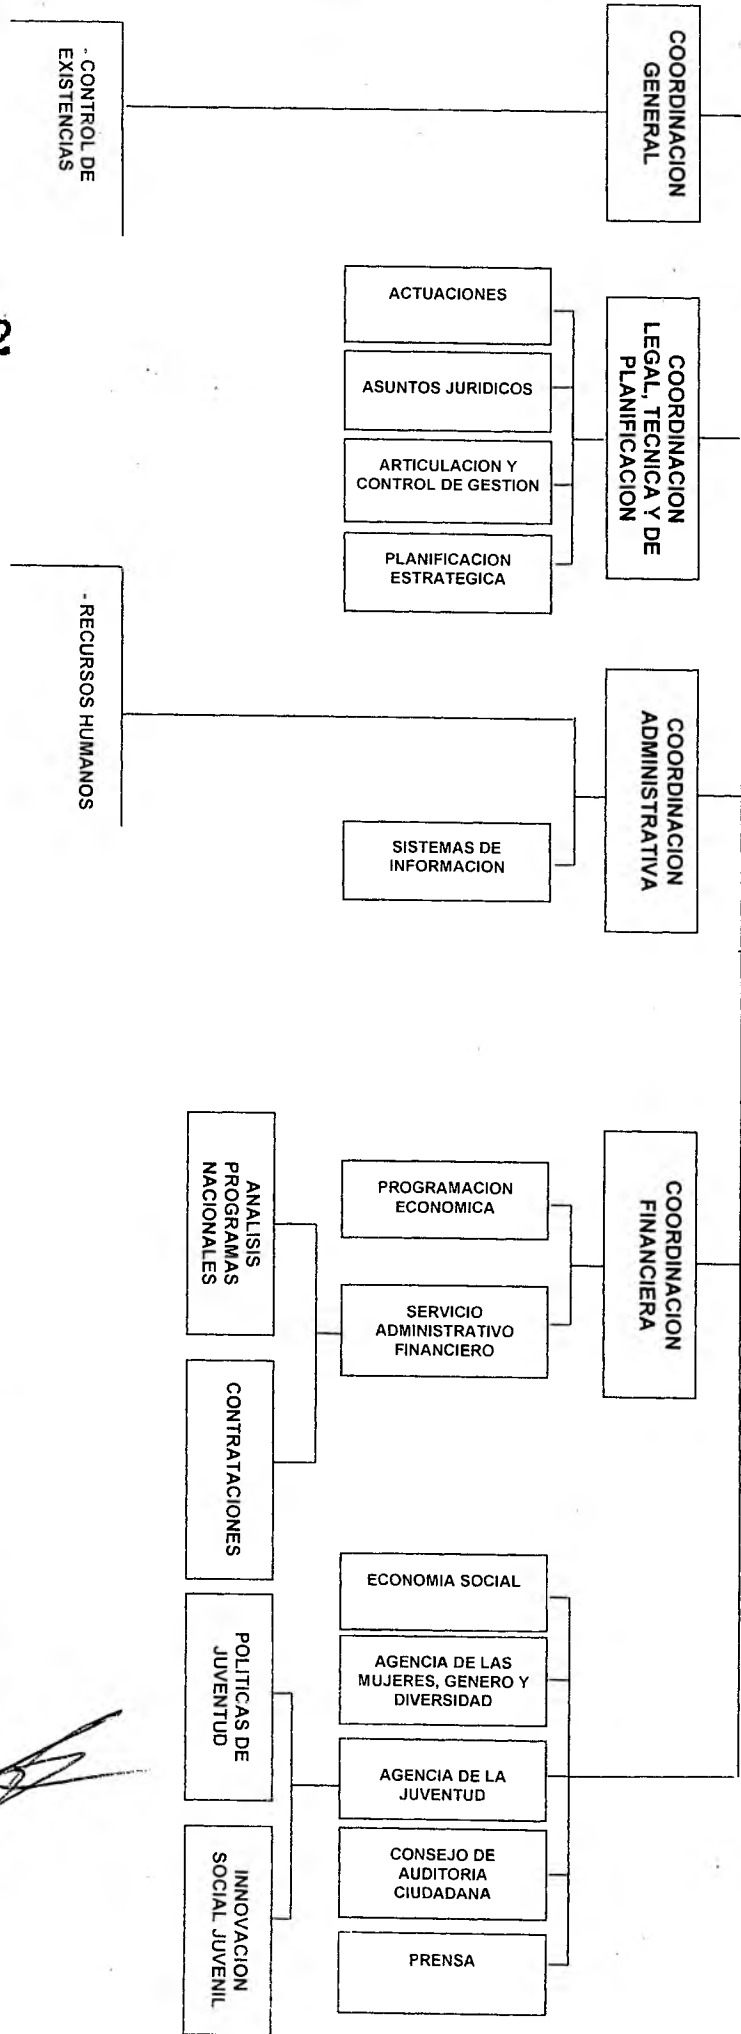 COORDINACION
GENERAL
- CONTROL DE
EXISTENCIAS
COORDINACION
LEGAL, TECNICA Y DE
PLANIFICACION
ACTUACIONES
ASUNTOS JURIDICOS
ARTICULACION Y
CONTROL DE GESTION
PLANIFICACION
ESTRATEGICA
COORDINACION
ADMINISTRATIVA
- RECURSOS HUMANOS
SISTEMAS DE
INFORMACION
COORDINACION
FINANCIERA
PROGRAMACION
ECONOMICA
SERVICIO
ADMINISTRATIVO
FINANCIERO
ANALISIS
PROGRAMAS
NACIONALES
CONTRATACIONES
ECONOMIA SOCIAL
AGENCIA DE LAS
MUJERES, GENERO Y
DIVERSIDAD
AGENCIA DE LA
JUVENTUD
CONSEJO DE
AUDITORIA
CIUDADANA
PRENSA
POLITICAS DE
JUVENTUD
INNOVACION
SOCIAL JUVENIL